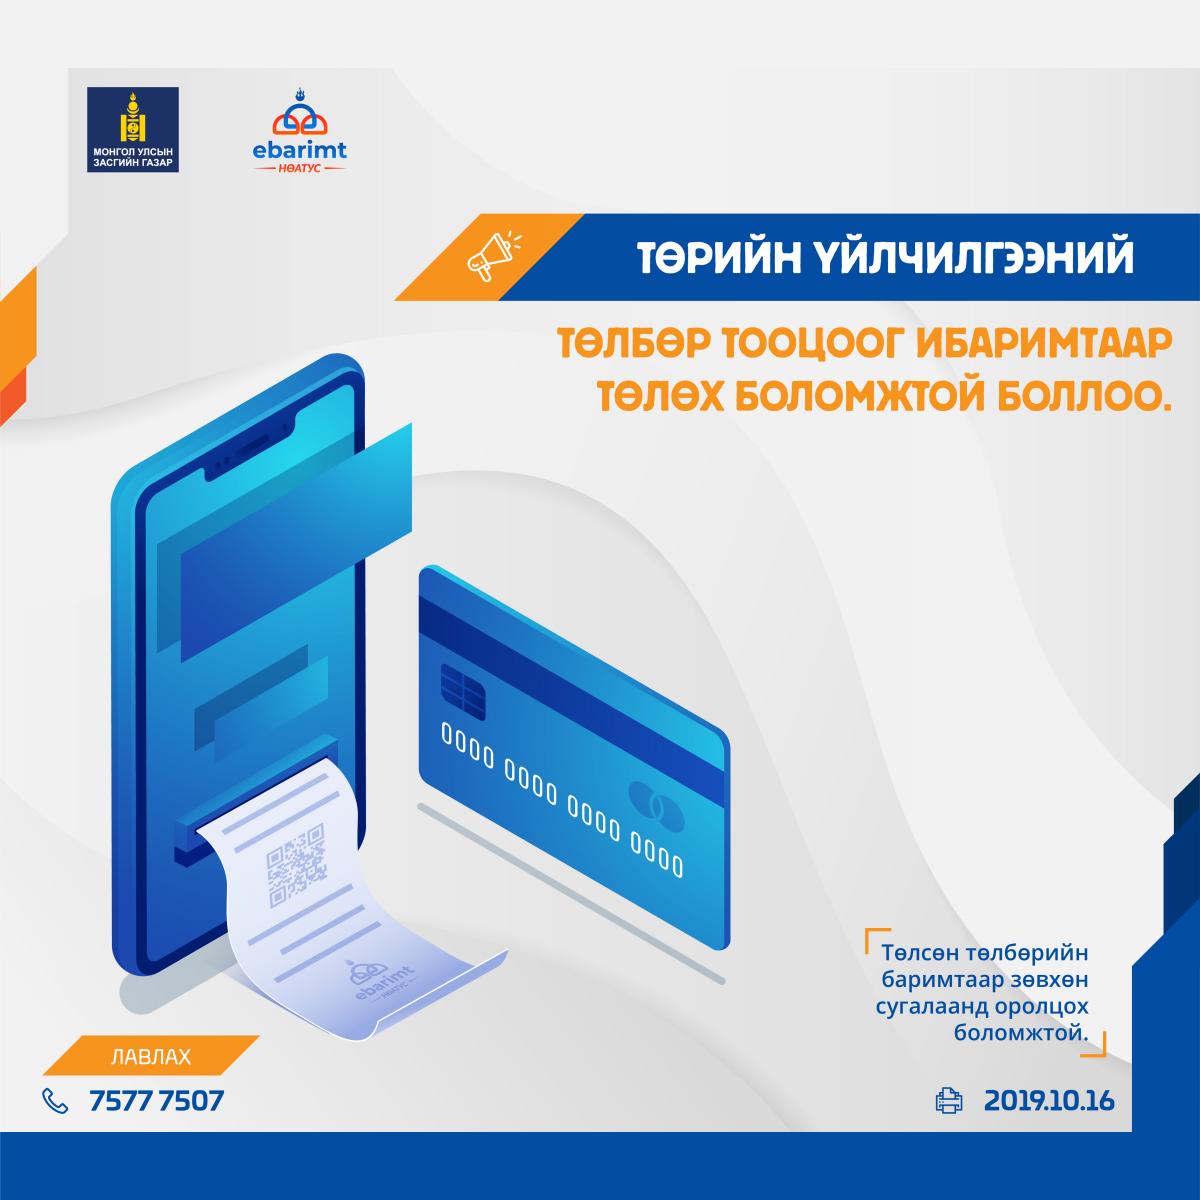 МОНГОЛ УЛСЫН
ЗАСГИЙН ГАЗАР
ebarimt
НӨАТУС
ТӨРИЙН ҮЙЛЧИЛГЭЭНИЙ
ТӨЛБӨР ТООЦООГ ИБАРИМТААР
ТӨЛӨХ БОЛОМЖТОЙ БОЛЛОО.
0000 0000 0000 0000
ebarimt
НӨАТУС
Төлсөн төлбөрийн
баримтаар зөвхөн
сугалаанд оролцох
боломжтой.
ЛАВЛАХ
7577 7507
2019.10.16